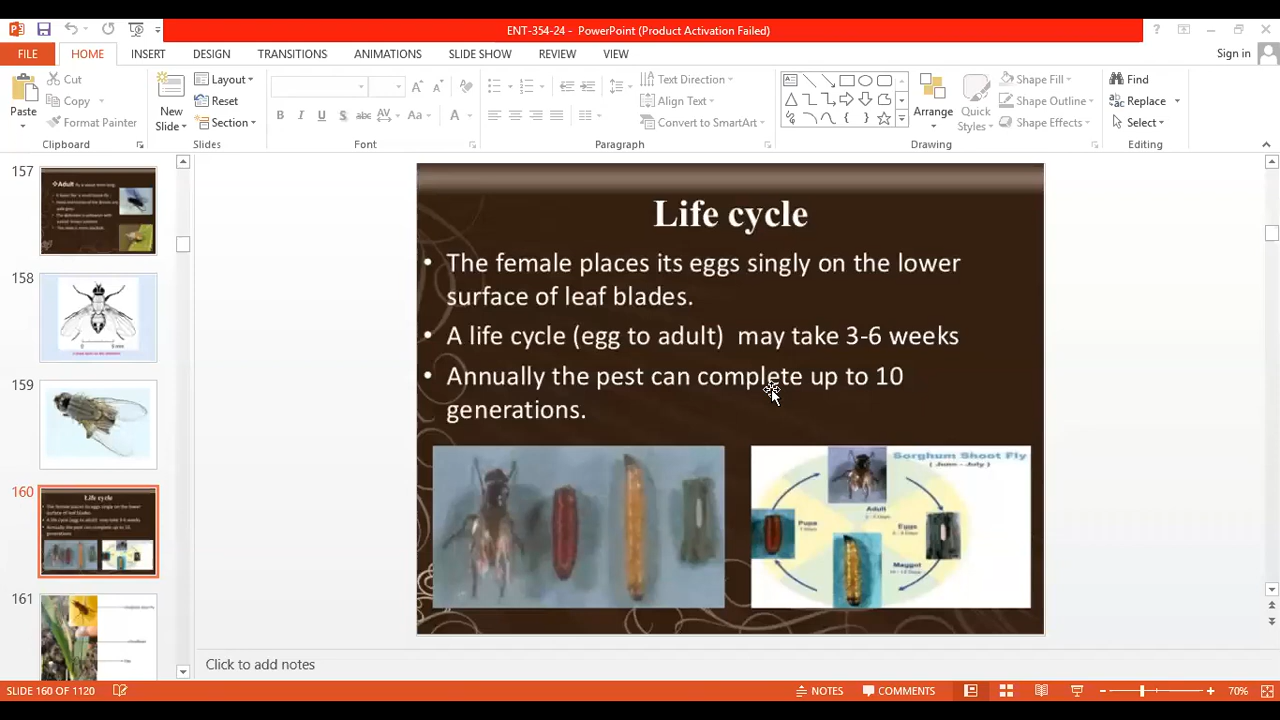 ENT-354-24 - PowerPoint (Product Activation Failed)
FILE HOME INSERT DESIGN TRANSITIONS ANIMATIONS SLIDE SHOW REVIEW VIEW Sign in
Paste
Cut
Copy
Format Painter
Clipboard
New
Slide
Layout
Reset
Section
Slides
Font
Text Direction
Align Text
Convert to SmartArt
Paragraph
Arrange
Quick
Styles
Shape Fill
Shape Outline
Shape Effects
Drawing
Find
Replace
Select
Editing
157
Adult
158
159
160
Life cycle
161
Life cycle
• The female places its eggs singly on the lower
surface of leaf blades.
• A life cycle (egg to adult) may take 3-6 weeks
• Annually the pest can complete up to 10
generations.
Sorghum Shoot Fly
( June - July )
Adult
Pupa
Eggs
Maggot
Click to add notes
SLIDE 160 OF 1120 NOTES COMMENTS 70%